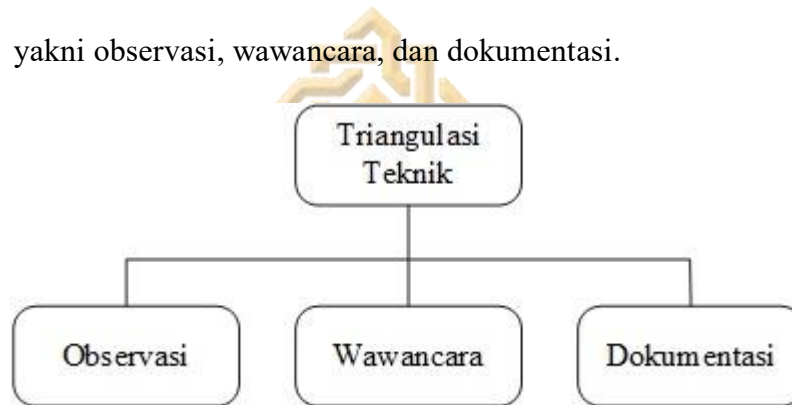 yakni observasi, wawancara, dan dokumentasi.
Triangulasi
Teknik
Observasi
Wawancara
Dokumentasi